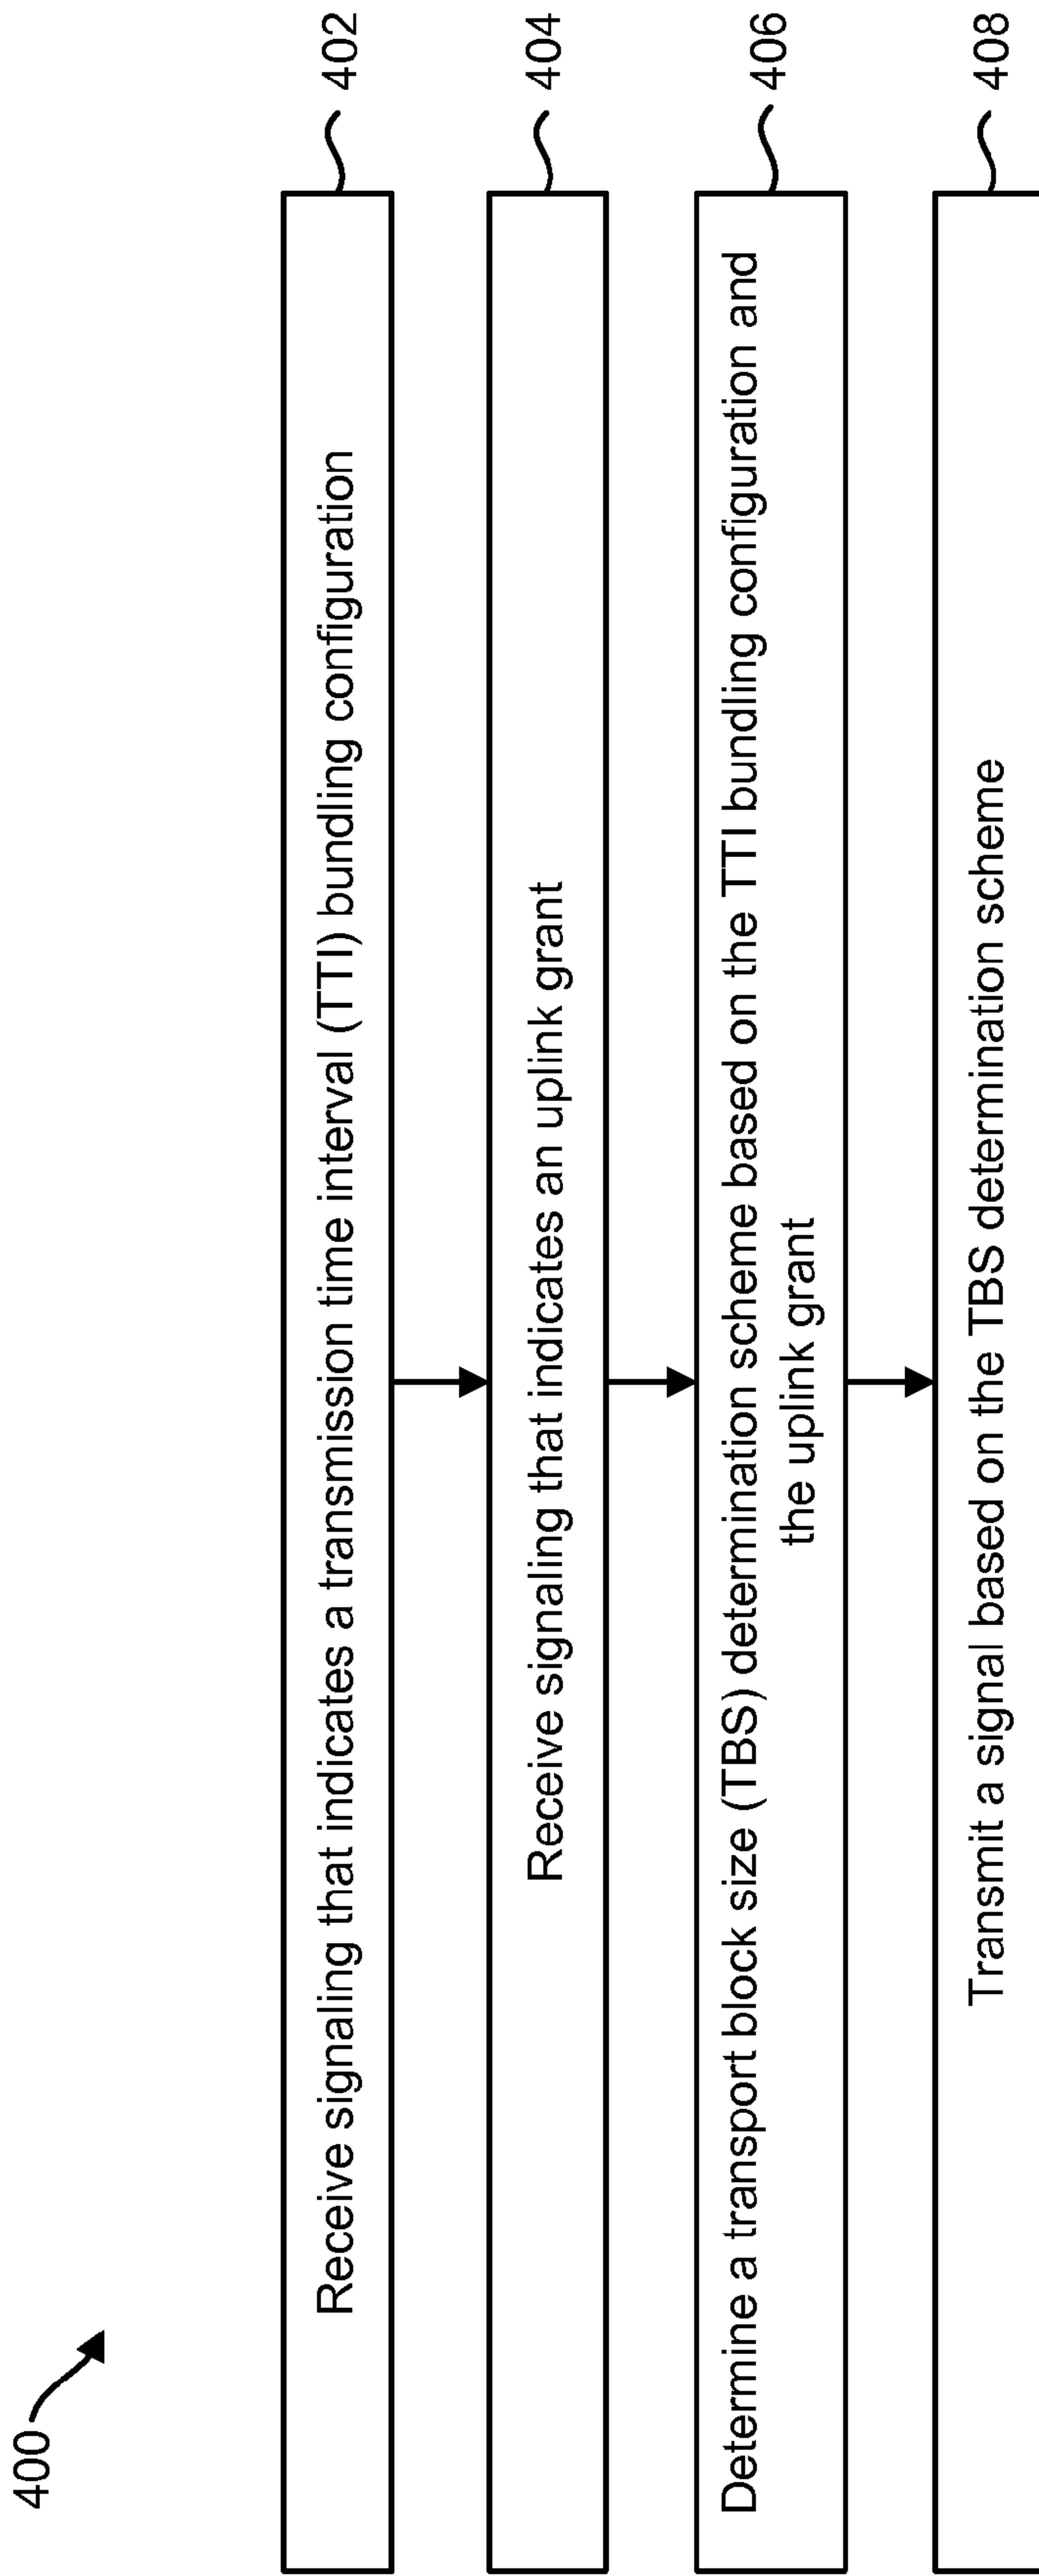 400
Receive signaling that indicates a transmission time interval (TTI) bundling configuration
402
Receive signaling that indicates an uplink grant
404
Determine a transport block size (TBS) determination scheme based on the TTI bundling configuration and
the uplink grant
406
Transmit a signal based on the TBS determination scheme
408